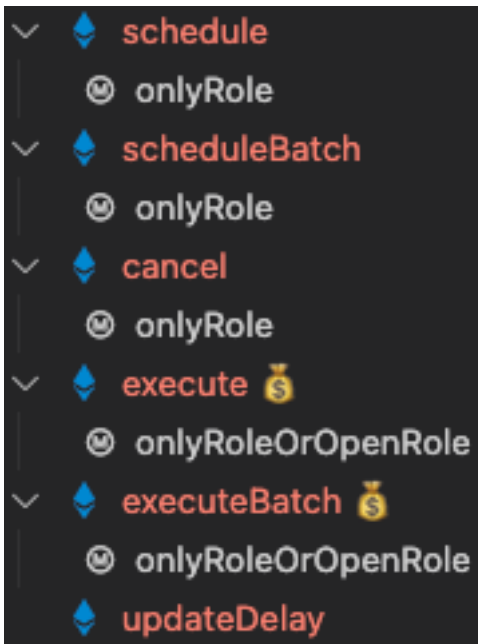 schedule
onlyRole
scheduleBatch
onlyRole
cancel
onlyRole
execute 💰
onlyRoleOrOpenRole
executeBatch 💰
onlyRoleOrOpenRole
updateDelay